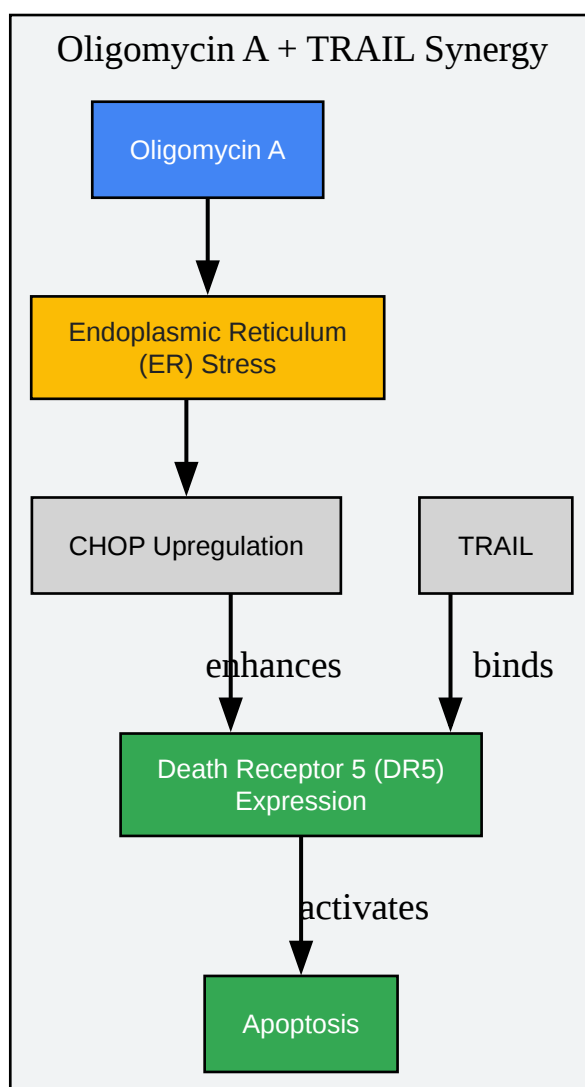 Oligomycin A + TRAIL Synergy
Oligomycin A
Endoplasmic Reticulum
(ER) Stress
CHOP Upregulation
TRAIL
enhances
binds
Death Receptor 5 (DR5)
Expression
activates
Apoptosis